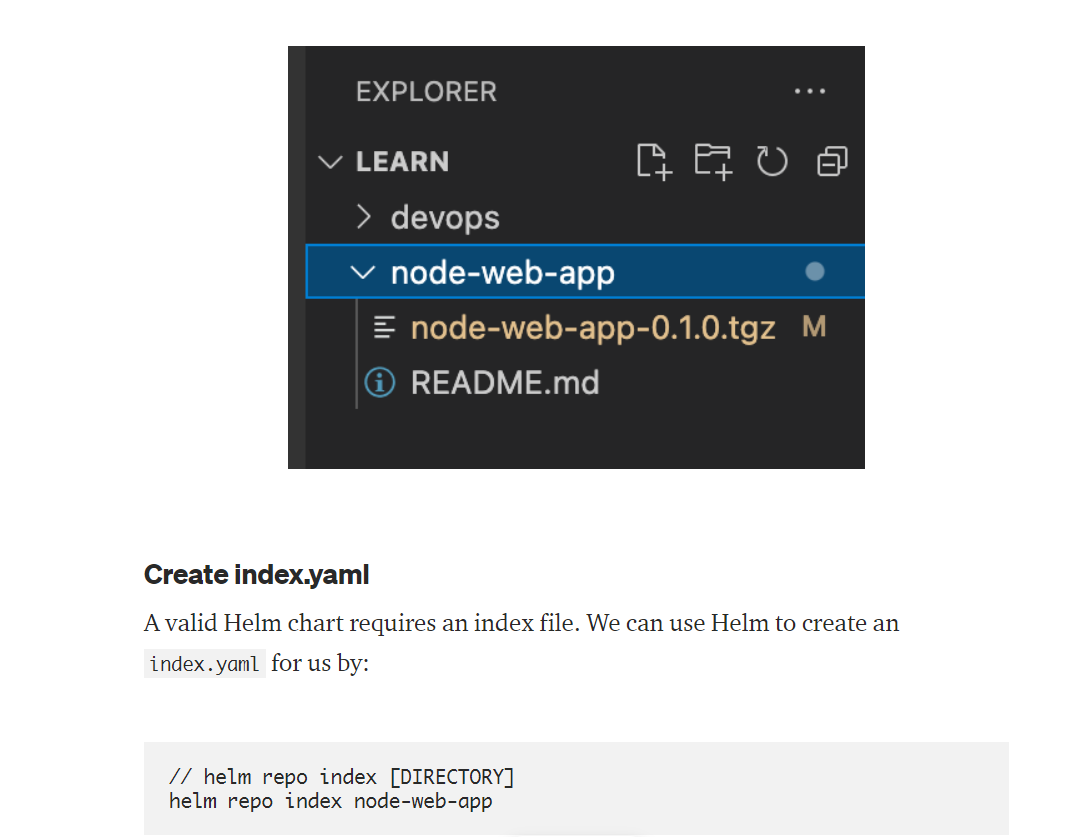 EXPLORER
LEARN
devops
node-web-app
node-web-app-0.1.0.tgz M
README.md
Create index.yaml
A valid Helm chart requires an index file. We can use Helm to create an
index.yaml for us by:
// helm repo index [DIRECTORY]
helm repo index node-web-app